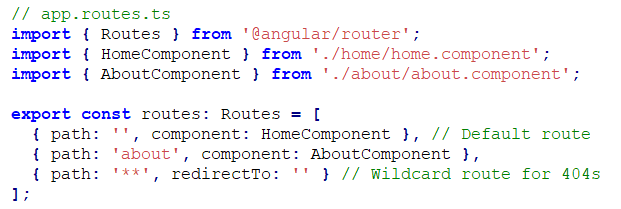 // app.routes.ts
import { Routes } from '@angular/router';
import { HomeComponent } from './home/home.component';
import { AboutComponent } from './about/about.component';

export const routes: Routes = [
  { path: '', component: HomeComponent }, // Default route
  { path: 'about', component: AboutComponent },
  { path: '**', redirectTo: '' } // Wildcard route for 404s
];